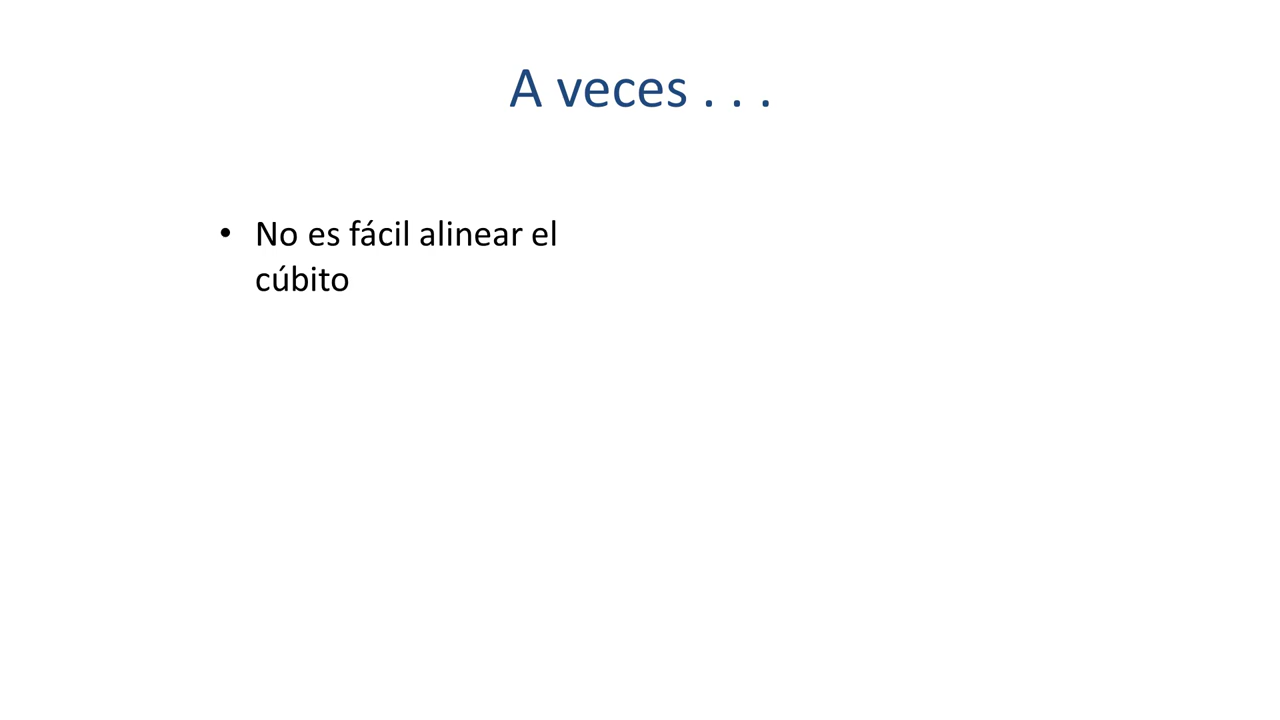 A veces . . .
• No es fácil alinear el
cúbito